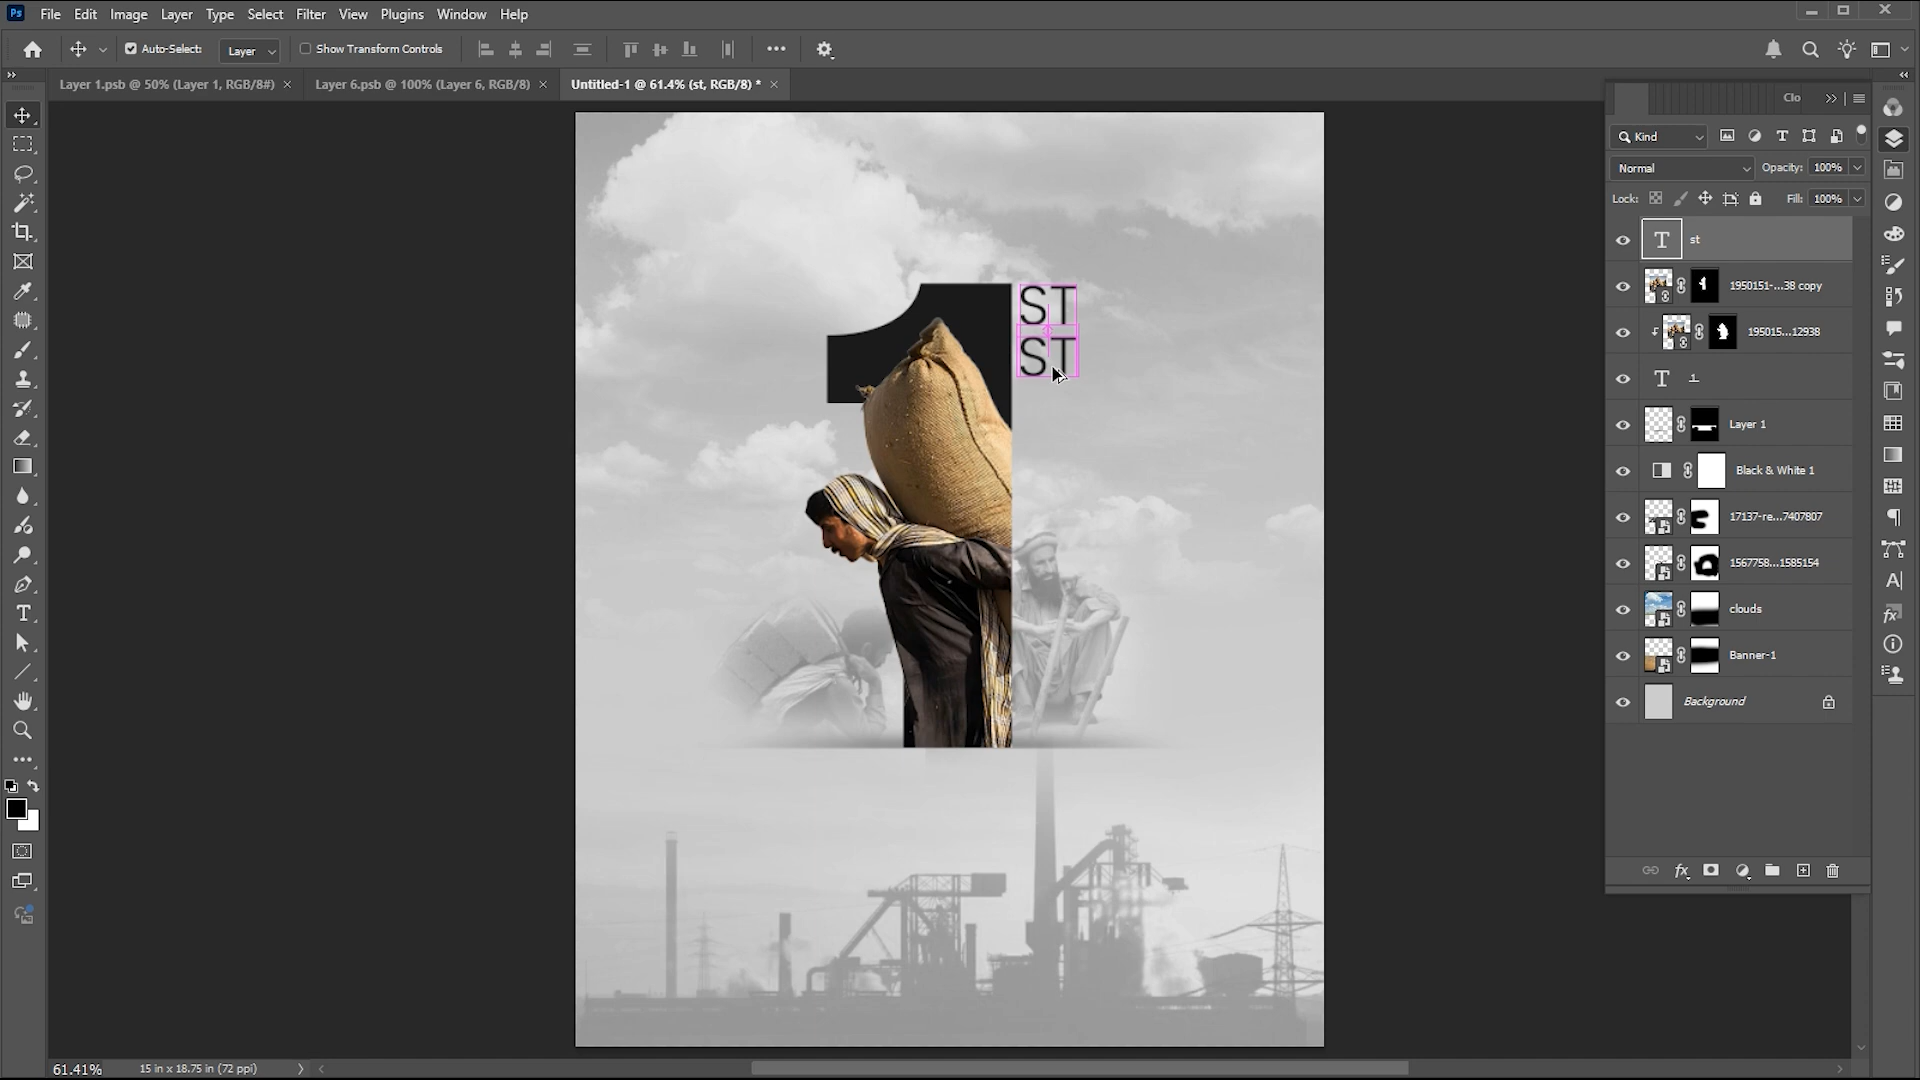 Ps File Edit Image Layer Type Select Filter View Plugins Window Help
Auto-Select: Layer Show Transform Controls
Layer 1.psb @ 50% (Layer 1, RGB/8#) × Layer 6.psb @ 100% (Layer 6, RGB/8) × Untitled-1 @ 61.4% (st, RGB/8) * ×
Clo
Kind
Normal Opacity: 100%
Lock: Fill: 100%
st
1950151-...38 copy
195015...12938
1
Layer 1
Black & White 1
17137-re...7407807
1567758...1585154
clouds
Banner-1
Background
1
ST
ST
61.41% 15 in x 18.75 in (72 ppi)